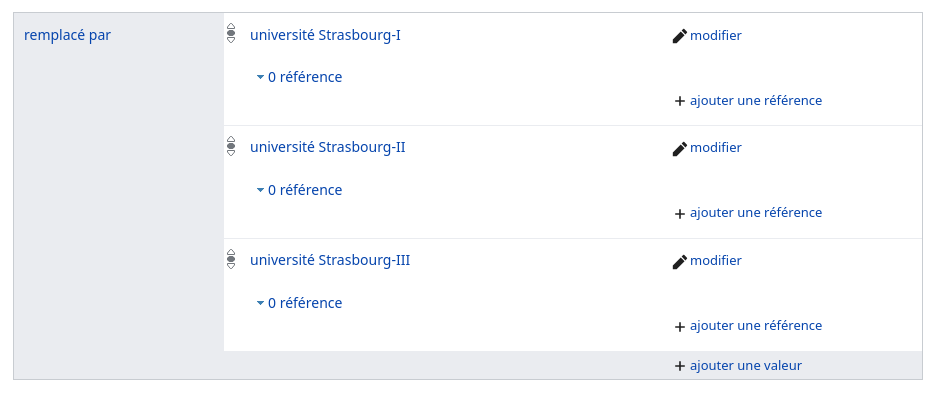 remplacé par
université Strasbourg-I
modifier
0 référence
ajouter une référence
université Strasbourg-II
modifier
0 référence
ajouter une référence
université Strasbourg-III
modifier
0 référence
ajouter une référence
ajouter une valeur